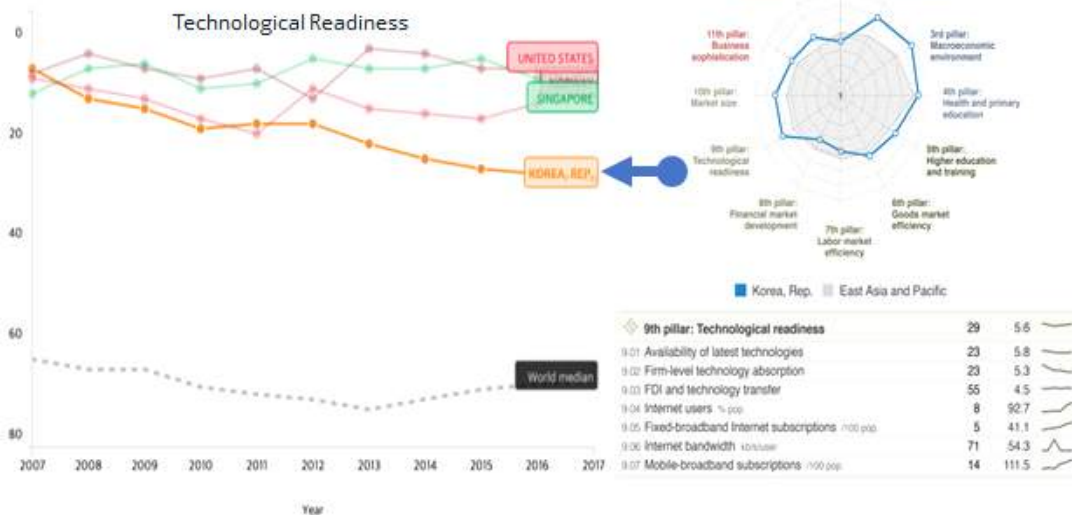 Technological Readiness
0
20
40
60
80
UNITED STATES
SINGAPORE
KOREA, REP.
World median
2007 2008 2009 2010 2011 2012 2013 2014 2015 2016 2017
Year
11th pillar:
Business
sophistication
10th pillar:
Market size
9th pillar:
Technological
readiness
8th pillar:
Financial market
development
7th pillar:
Labor market
efficiency
6th pillar:
Goods market
efficiency
5th pillar:
Higher education
and training
4th pillar:
Health and primary
education
3rd pillar:
Macroeconomic
environment
Korea, Rep. East Asia and Pacific
9th pillar: Technological readiness 29 5.6
9.01 Availability of latest technologies 23 5.8
9.02 Firm-level technology absorption 23 5.3
9.03 FDI and technology transfer 55 4.5
9.04 Internet users % pop. 8 92.7
9.05 Fixed-broadband Internet subscriptions /100 pop. 5 41.1
9.06 Internet bandwidth kb/s/user 71 54.3
9.07 Mobile-broadband subscriptions /100 pop. 14 111.5